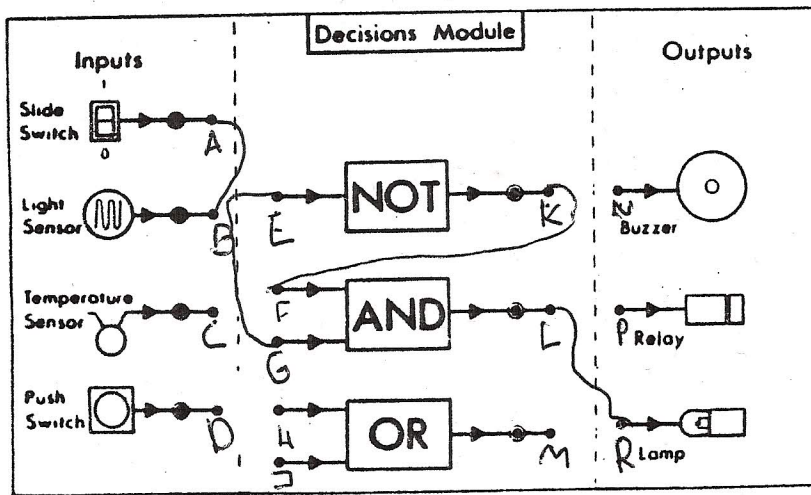 Decisions Module
Inputs
Outputs
1
Slide
Switch
0
A
Light
Sensor
B
E
NOT
K
N
Buzzer
Temperature
Sensor
C
F
G
AND
L
P Relay
Push
Switch
D
H
J
OR
M
R Lamp